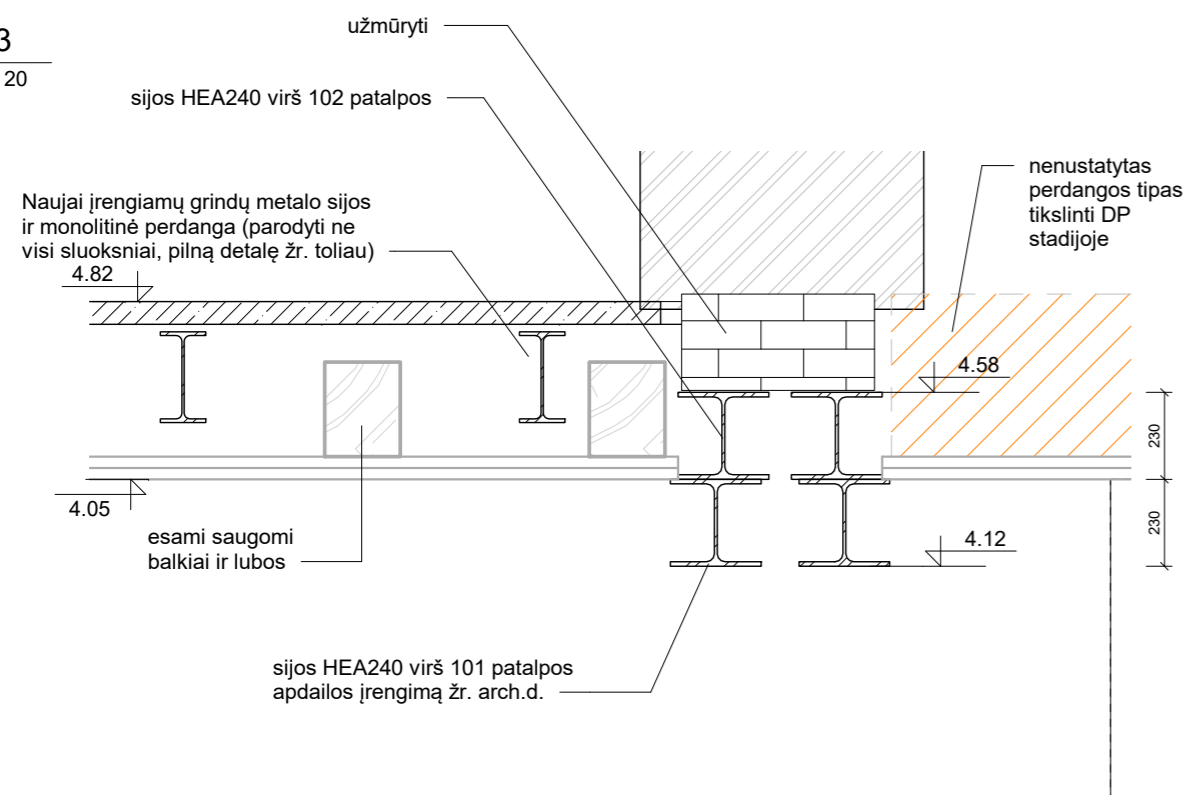 3
20
užmūryti
sijos HEA240 virš 102 patalpos
nenustatytas
perdangos tipas
tikslinti DP
stadijoje
Naujai įrengiamų grindų metalo sijos
ir monolitinė perdanga (parodyti ne
visi sluoksniai, pilną detalę žr. toliau)
4.82
4.58
230
4.05
230
4.12
esami saugomi
balkiai ir lubos
sijos HEA240 virš 101 patalpos
apdailos įrengimą žr. arch.d.